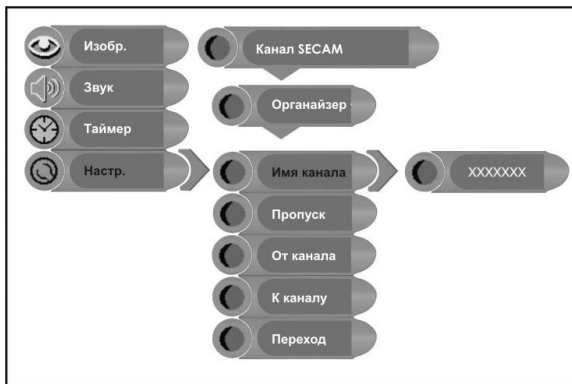 Изобр.
Звук
Таймер
Настр.
Канал SECAM
Органайзер
Имя канала
Пропуск
От канала
К каналу
Переход
XXXXXXX